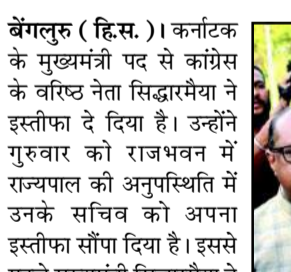 बेंगलुरु ( हि.स. )। कर्नाटक
के मुख्यमंत्री पद से कांग्रेस
के वरिष्ठ नेता सिद्धारमैया ने
इस्तीफा दे दिया है। उन्होंने
गुरुवार को राजभवन में
राज्यपाल की अनुपस्थिति में
उनके सचिव को अपना
इस्तीफा सौंपा दिया है। इससे